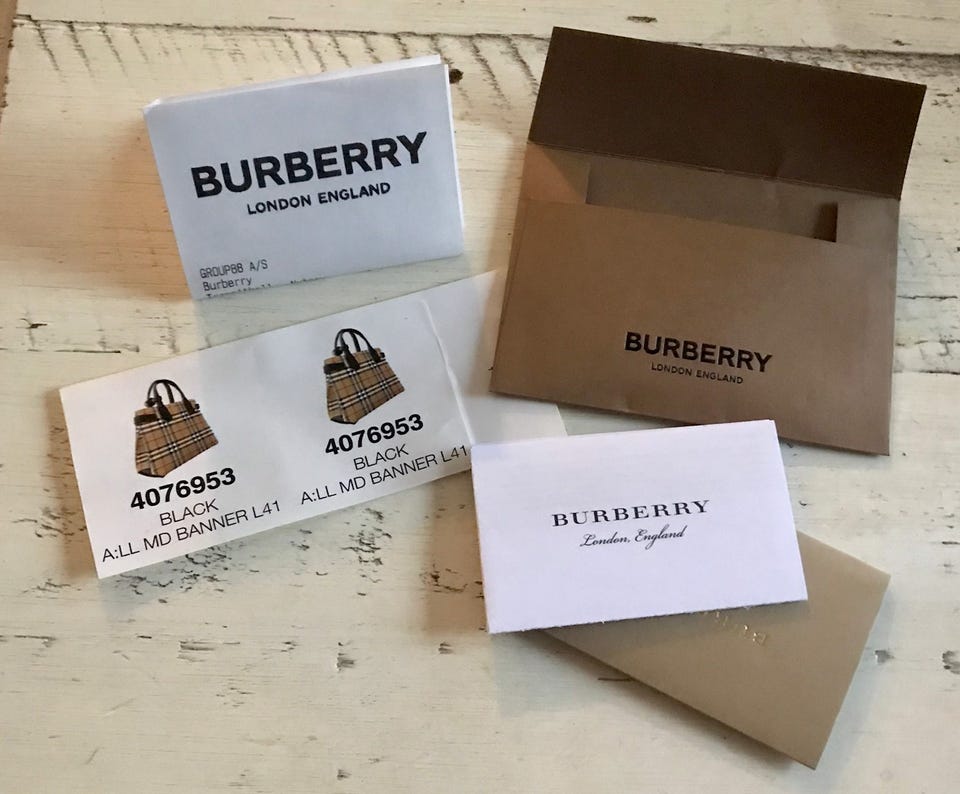 BURBERRY
LONDON ENGLAND
GROUP88 A/S
Burberry
BURBERRY
LONDON ENGLAND
4076953
BLACK
A:LL MD BANNER L41
4076953
BLACK
A:LL MD BANNER L41
BURBERRY
London, England